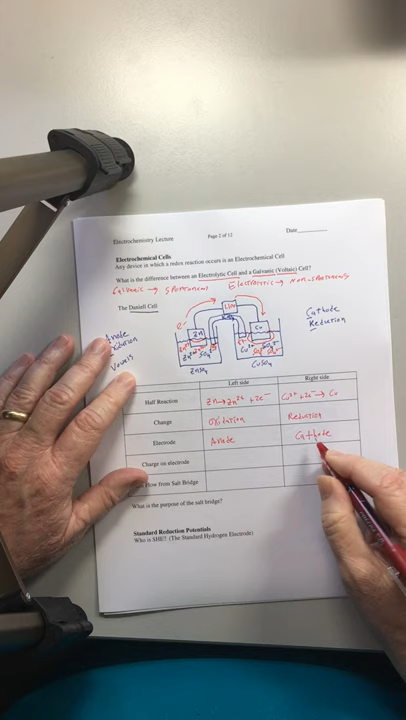 Electrochemistry Lecture Page 2 of 12 Date
Electrochemical Cells
Any device in which a redox reaction occurs is an Electrochemical Cell
What is the difference between an Electrolytic Cell and a Galvanic (Voltaic) Cell?
Galvanic → spontaneous Electrolytic → Non-spontaneous
The Daniell Cell
Anode
Oxidation
Vowels
Cathode
Reduction
Zn Cu
ZnSO₄ CuSO₄
Left side Right side
Half Reaction Zn → Zn²⁺ + 2e⁻ Cu²⁺ + 2e⁻ → Cu
Change Oxidation Reduction
Electrode Anode Cathode
Charge on electrode
Flow from Salt Bridge
What is the purpose of the salt bridge?
Standard Reduction Potentials
Who is SHE!! (The Standard Hydrogen Electrode)